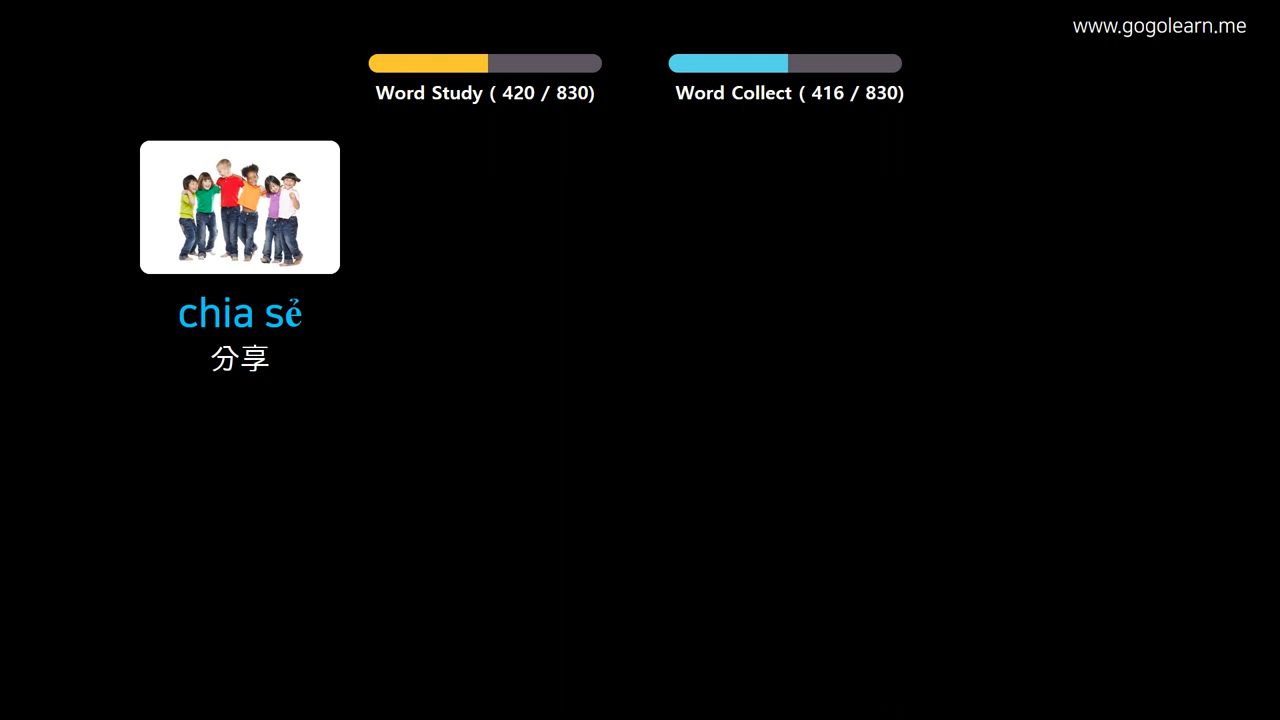 www.gogolearn.me
Word Study ( 420 / 830)
Word Collect ( 416 / 830)
chia sẻ
分享